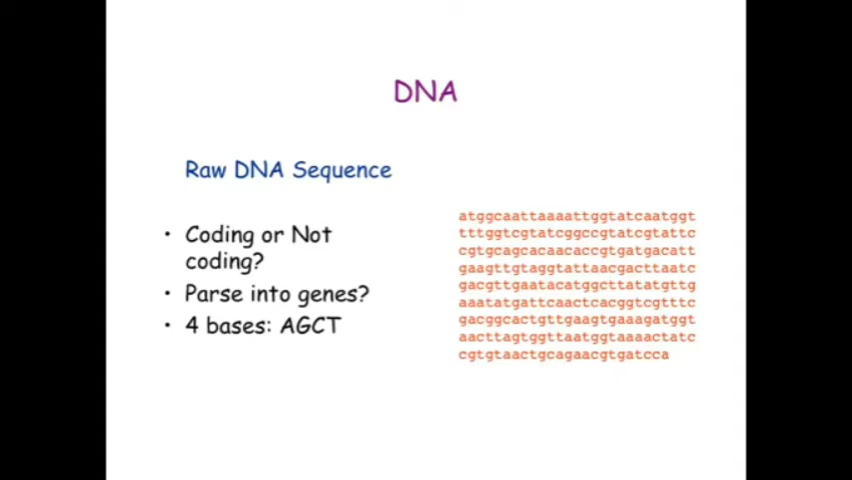 DNA
Raw DNA Sequence
• Coding or Not
coding?
• Parse into genes?
• 4 bases: AGCT
atggcaattaaaattggtatcaatggt
tttggtcgtatcggccgtatcgtattc
cgtgcagcacaacaccgtgatgacatt
gaagttgtaggtattaacgacttaatc
gacgttgaatacatggcttatatgttg
aaatatgattcaactcacggtcgtttc
gacggcactgttgaagtgaaagatggt
aacttagtggttaatggtaaaactatc
cgtgtaactgcagaacgtgatcca